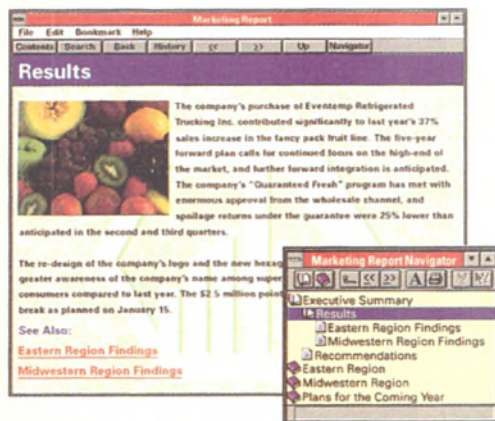 Marketing Report
File Edit Bookmark Help
Contents Search Back History << >> Up Navigator
Results
The company's purchase of Eventemp Refrigerated
Trucking Inc. contributed significantly to last year's 37%
sales increase in the fancy pack fruit line. The five-year
forward plan calls for continued focus on the high-end of
the market, and further forward integration is anticipated.
The company's "Guaranteed Fresh" program has met with
enormous approval from the wholesale channel, and
spoilage returns under the guarantee were 25% lower than
anticipated in the second and third quarters.
The re-design of the company's logo and the new hexag
greater awareness of the company's name among super
consumers compared to last year. The $2.5 million point
break as planned on January 15.
See Also:
Eastern Region Findings
Midwestern Region Findings
Marketing Report Navigator
<< >> A
Executive Summary
Results
Eastern Region Findings
Midwestern Region Findings
Recommendations
Eastern Region
Midwestern Region
Plans for the Coming Year